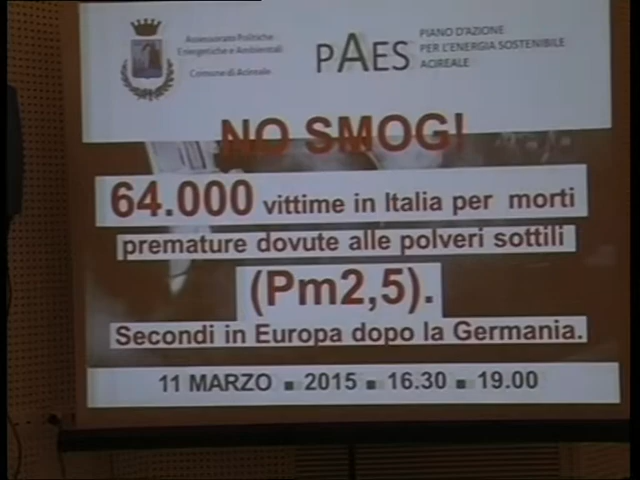 Assessorato Politiche
Energetiche e Ambientali
Comune di Acireale
PAES
PIANO D'AZIONE
PER L'ENERGIA SOSTENIBILE
ACIREALE
NO SMOG!
64.000 vittime in Italia per morti
premature dovute alle polveri sottili
(Pm2,5).
Secondi in Europa dopo la Germania.
11 MARZO ■ 2015 ■ 16.30 ■ 19.00